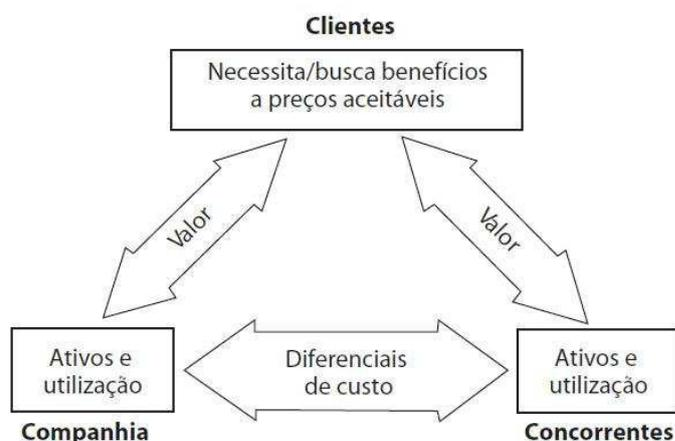 Clientes
Necessita/busca benefícios
a preços aceitáveis
Valor
Valor
Ativos e
utilização
Diferenciais
de custo
Ativos e
utilização
Companhia
Concorrentes